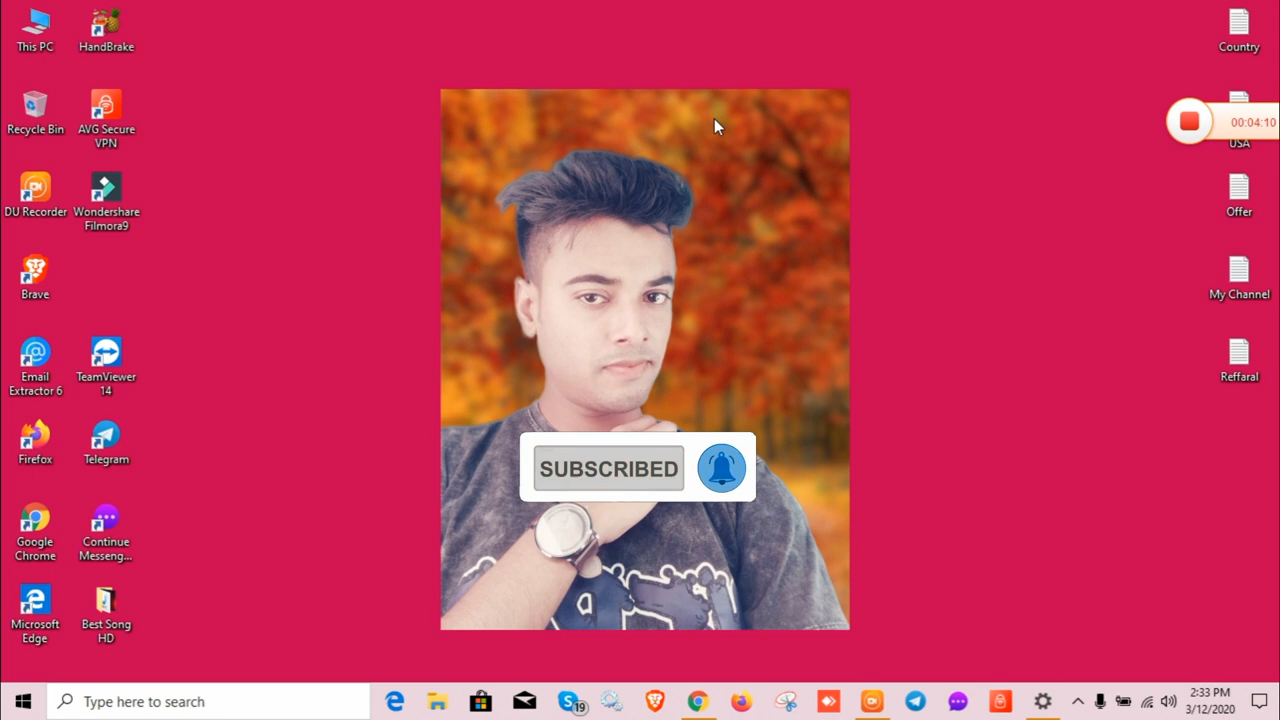 This PC
HandBrake
Country
Recycle Bin
AVG Secure
VPN
00:04:10
USA
DU Recorder
Wondershare
Filmora9
Offer
Brave
My Channel
Email
Extractor 6
TeamViewer
14
Reffaral
Firefox
Telegram
SUBSCRIBED
Google
Chrome
Continue
Messeng...
Microsoft
Edge
Best Song
HD
Type here to search
19
2:33 PM
3/12/2020